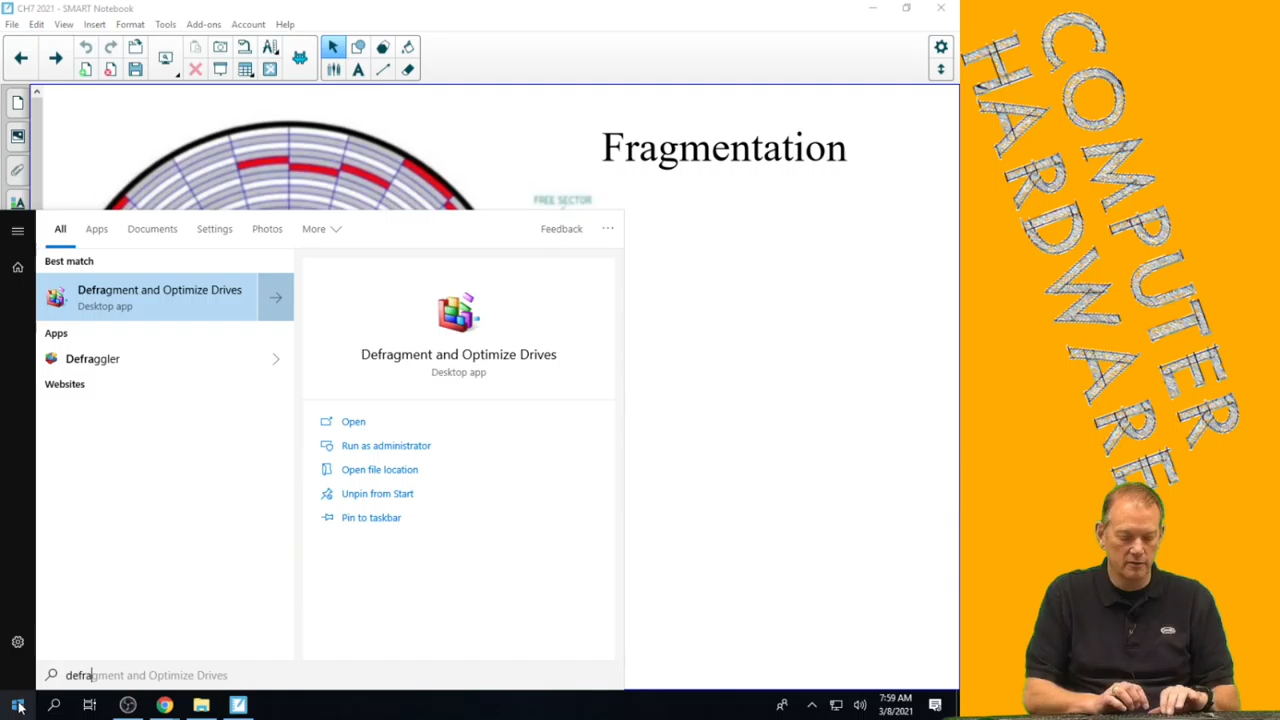 CH7 2021 - SMART Notebook
File Edit View Insert Format Tools Add-ons Account Help
Fragmentation
FREE SECTOR
All Apps Documents Settings Photos More Feedback
Best match
Defragment and Optimize Drives
Desktop app
Apps
Defraggler
Websites
Defragment and Optimize Drives
Desktop app
Open
Run as administrator
Open file location
Unpin from Start
Pin to taskbar
defragment and Optimize Drives
7:59 AM
3/8/2021
COMPUTER
HARDWARE